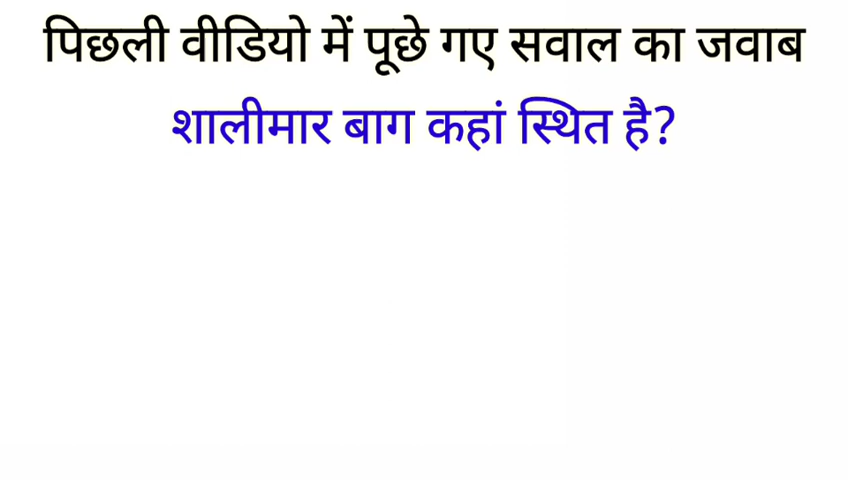 पिछली वीडियो में पूछे गए सवाल का जवाब
शालीमार बाग कहां स्थित है?